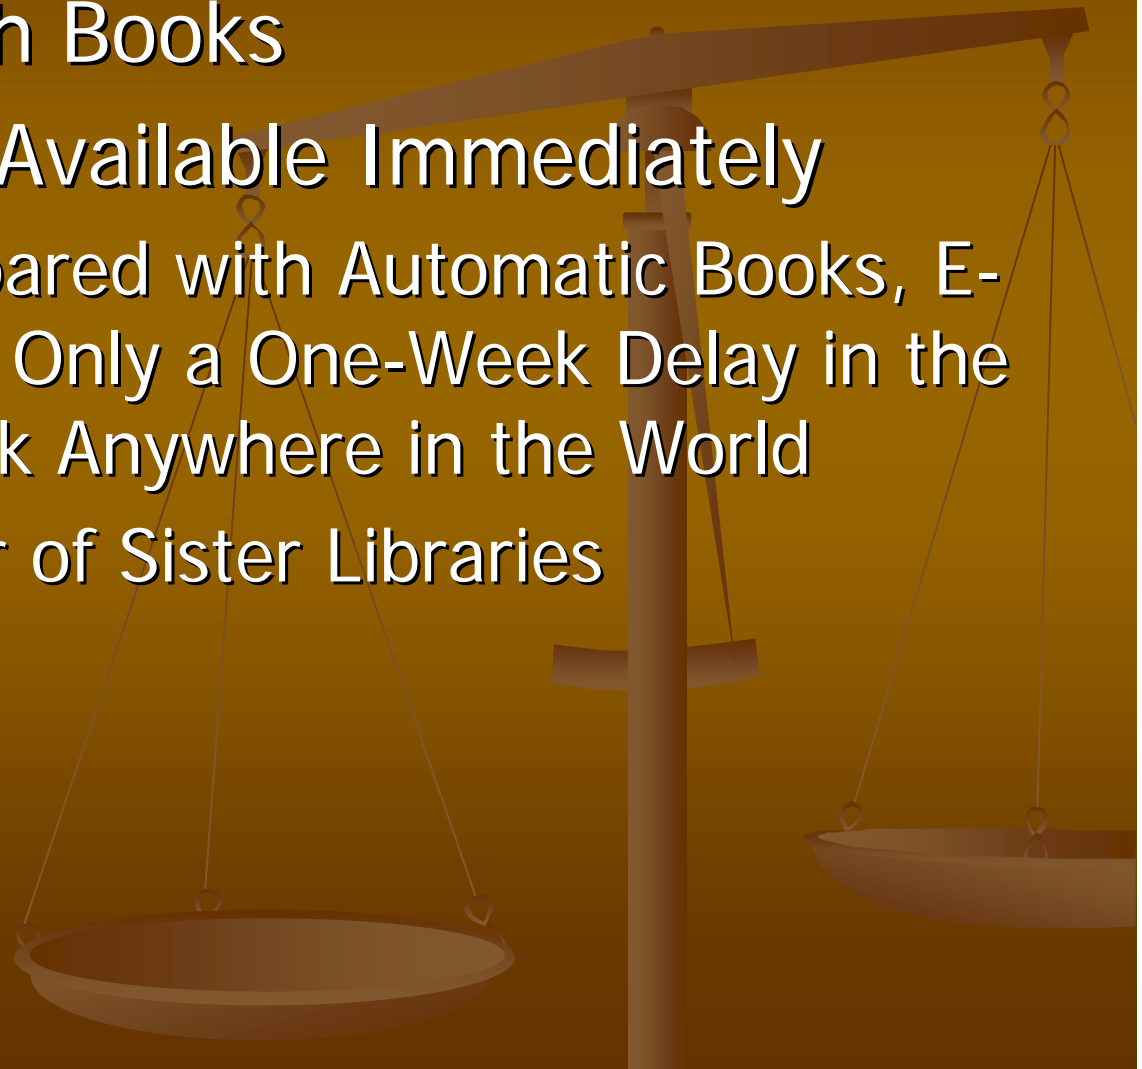 h Books
Available Immediately
pared with Automatic Books, E-
Only a One-Week Delay in the
k Anywhere in the World
r of Sister Libraries